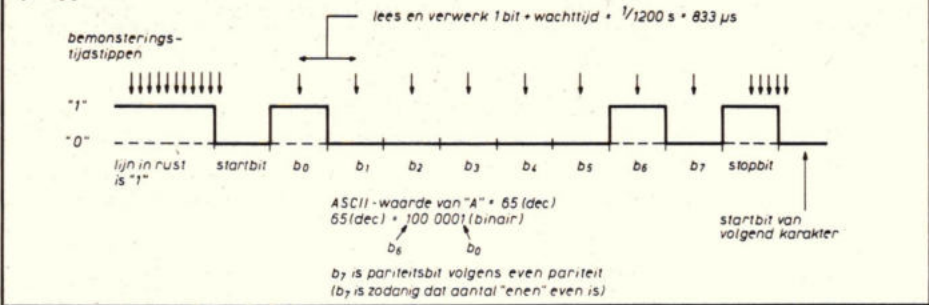 lees en verwerk 1 bit + wachttijd = 1/1200 s = 833 µs
bemonsterings-
tijdstippen
"1"
"0"
lijn in rust
is "1"
startbit
b0
b1
b2
b3
b4
b5
b6
b7
stopbit
ASCII-waarde van "A" = 65 (dec)
65 (dec) = 100 0001 (binair)
b6
b0
startbit van
volgend karakter
b7 is pariteitsbit volgens even pariteit
(b7 is zodanig dat aantal "enen" even is)